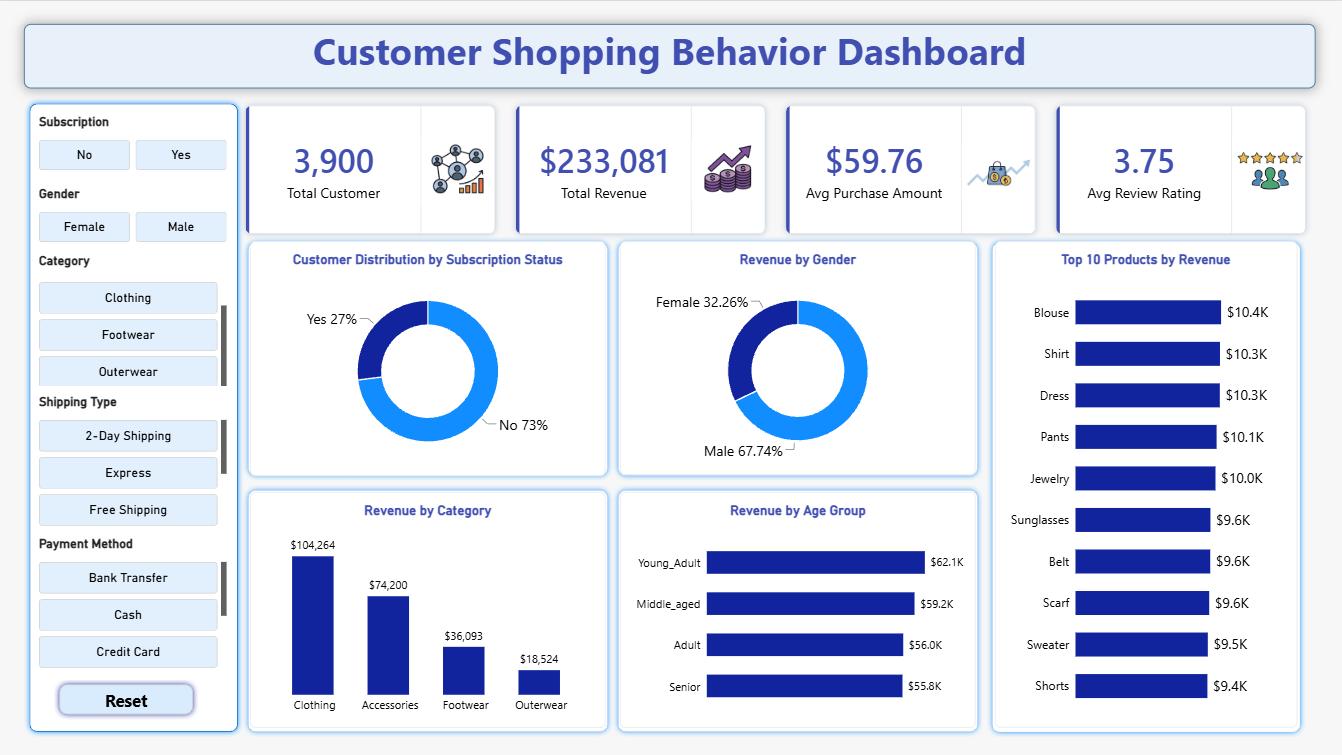 Customer Shopping Behavior Dashboard
Subscription
No
Yes
Gender
Female
Male
Category
Clothing
Footwear
Outerwear
Shipping Type
2-Day Shipping
Express
Free Shipping
Payment Method
Bank Transfer
Cash
Credit Card
Reset
3,900
Total Customer
$233,081
Total Revenue
$59.76
Avg Purchase Amount
3.75
Avg Review Rating
Customer Distribution by Subscription Status
Yes 27%
No 73%
Revenue by Gender
Female 32.26%
Male 67.74%
Top 10 Products by Revenue
Blouse $10.4K
Shirt $10.3K
Dress $10.3K
Pants $10.1K
Jewelry $10.0K
Sunglasses $9.6K
Belt $9.6K
Scarf $9.6K
Sweater $9.5K
Shorts $9.4K
Revenue by Category
$104,264
$74,200
$36,093
$18,524
Clothing
Accessories
Footwear
Outerwear
Revenue by Age Group
Young_Adult $62.1K
Middle_aged $59.2K
Adult $56.0K
Senior $55.8K